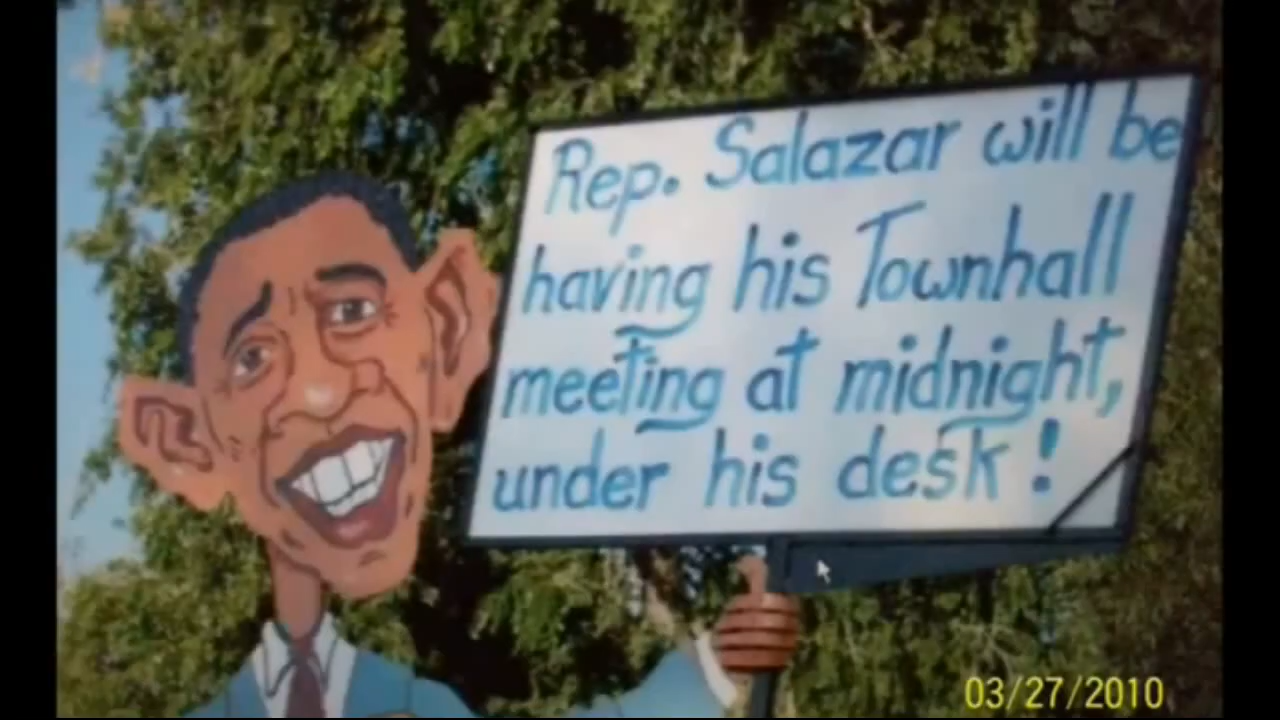 Rep. Salazar will be
having his Townhall
meeting at midnight,
under his desk!
03/27/2010